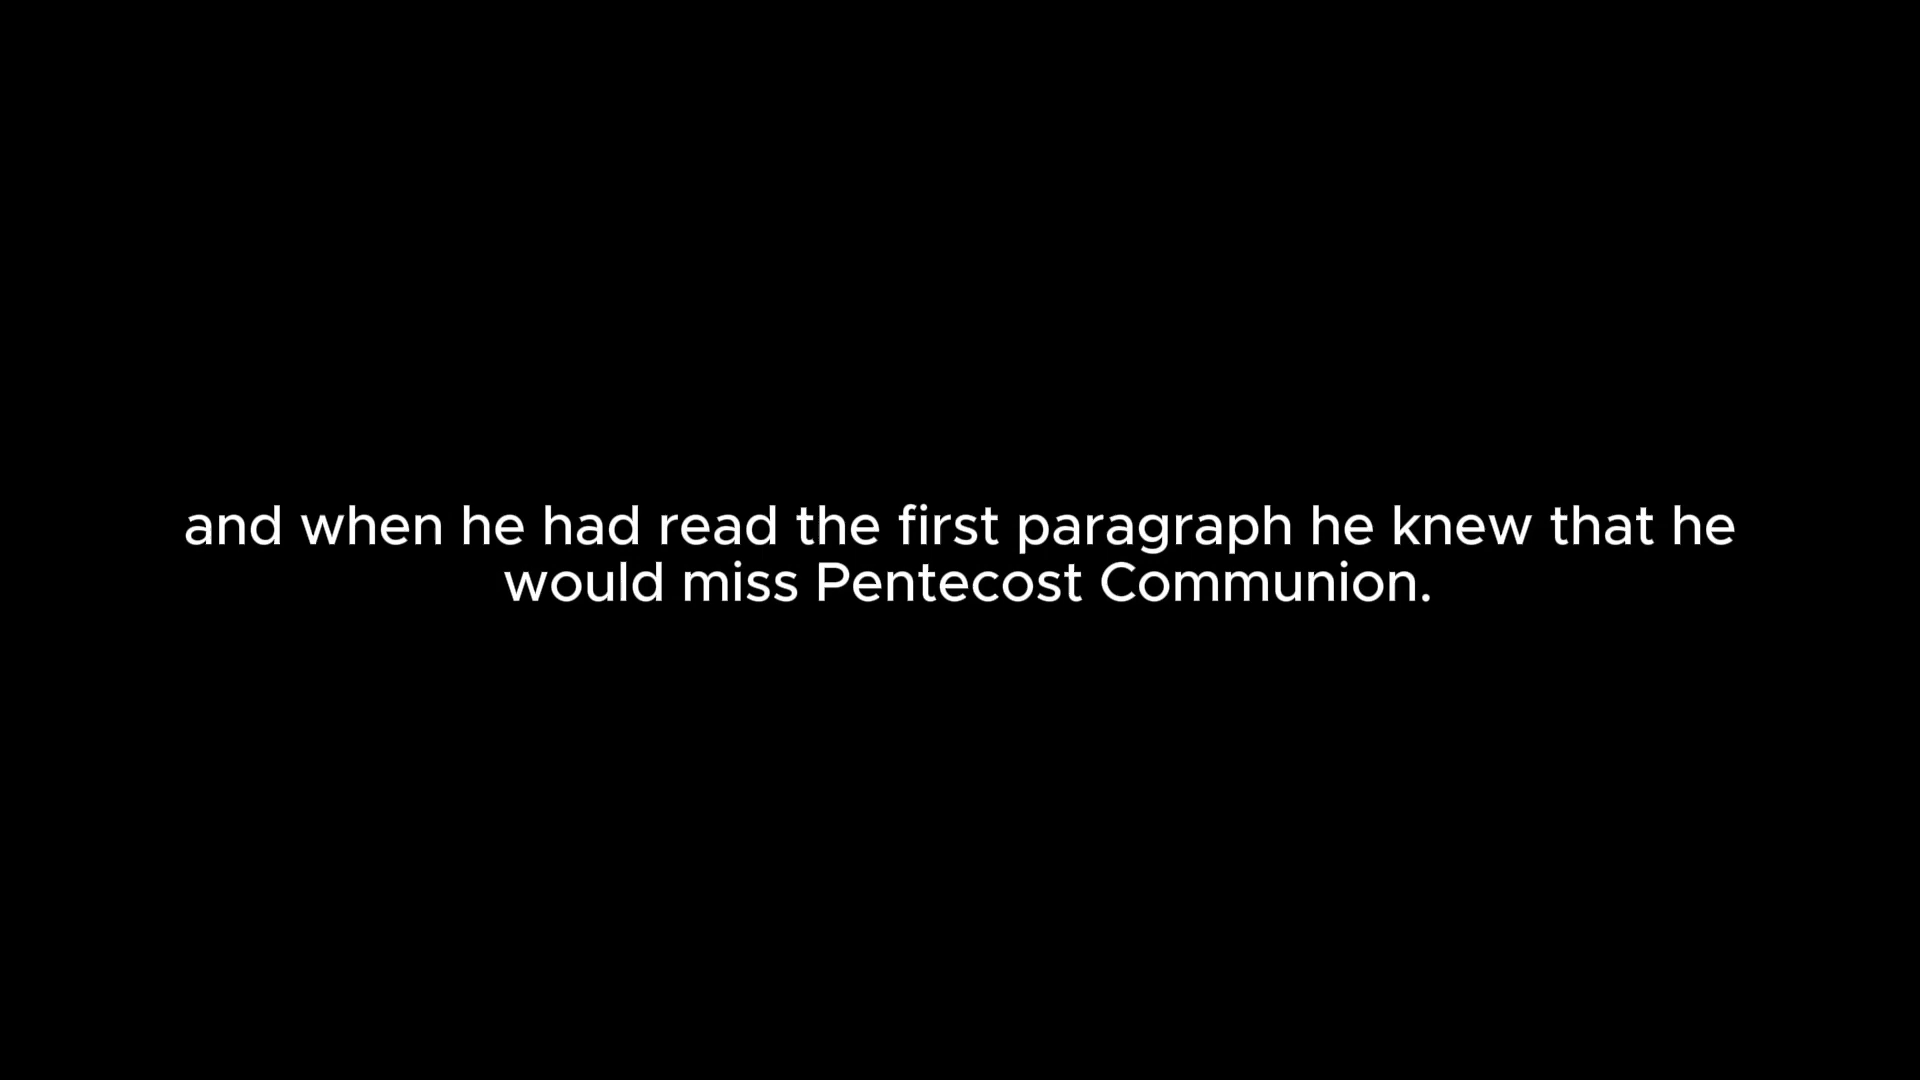 and when he had read the first paragraph he knew that he
would miss Pentecost Communion.